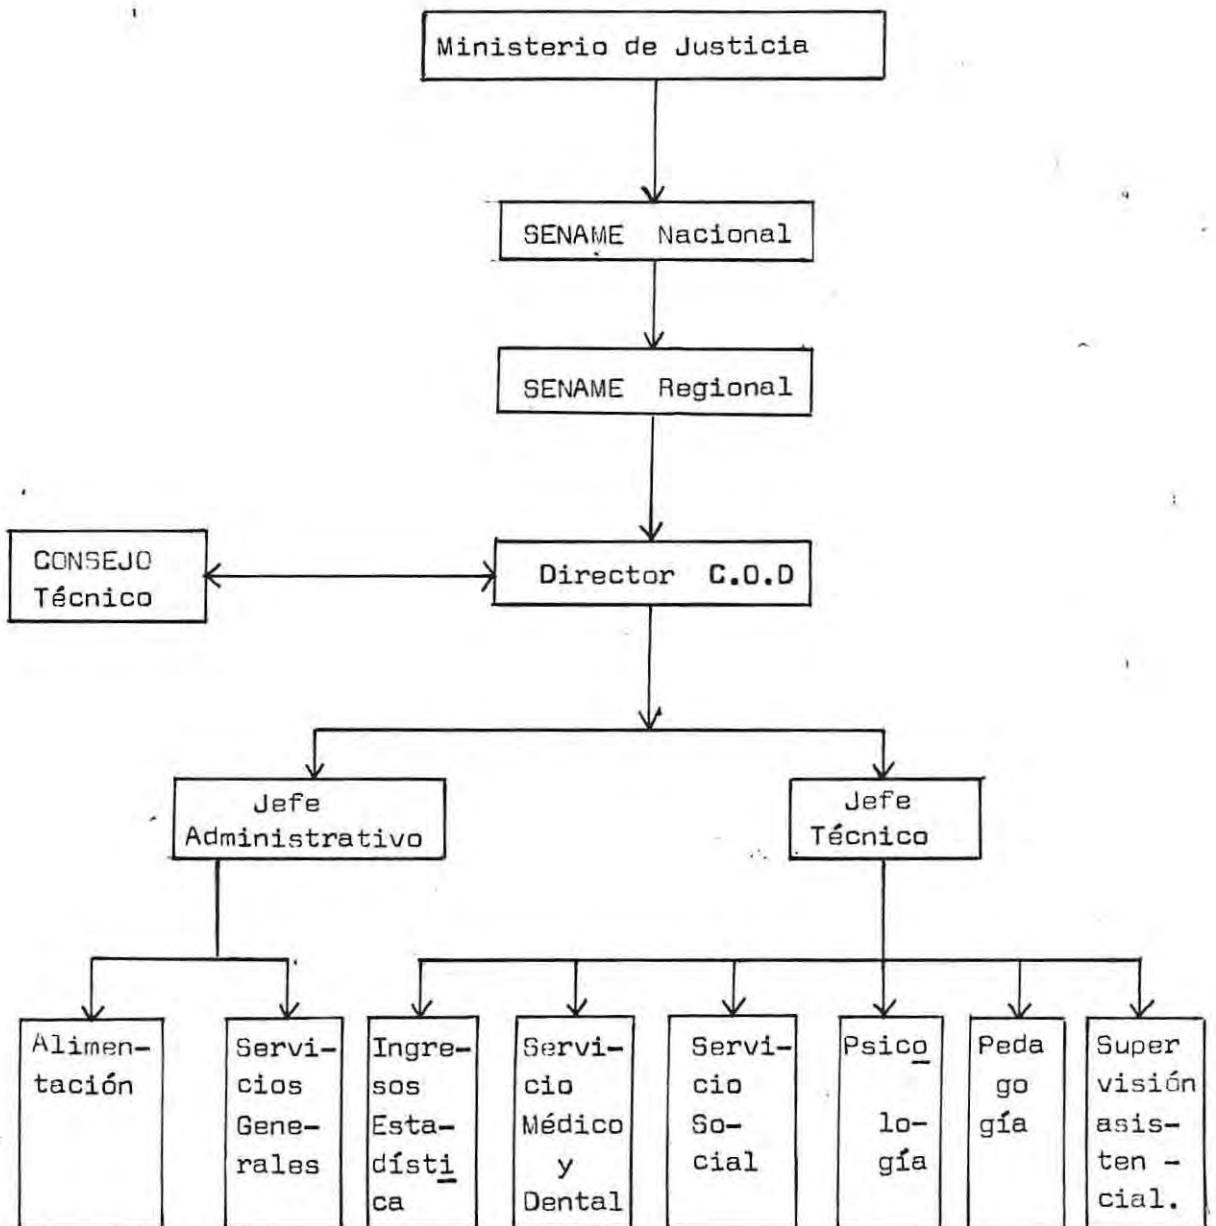 Ministerio de Justicia
SENAME Nacional
SENAME Regional
CONSEJO
Técnico
Director C.O.D
Jefe
Administrativo
Jefe
Técnico
Alimen-
tación
Servi-
cios
Gene-
rales
Ingre-
sos
Esta-
dísti
ca
Servi-
cio
Médico
y
Dental
Servi-
cio
So-
cial
Psico
lo-
gía
Peda
go
gía
Super
visión
asis-
ten -
cial.